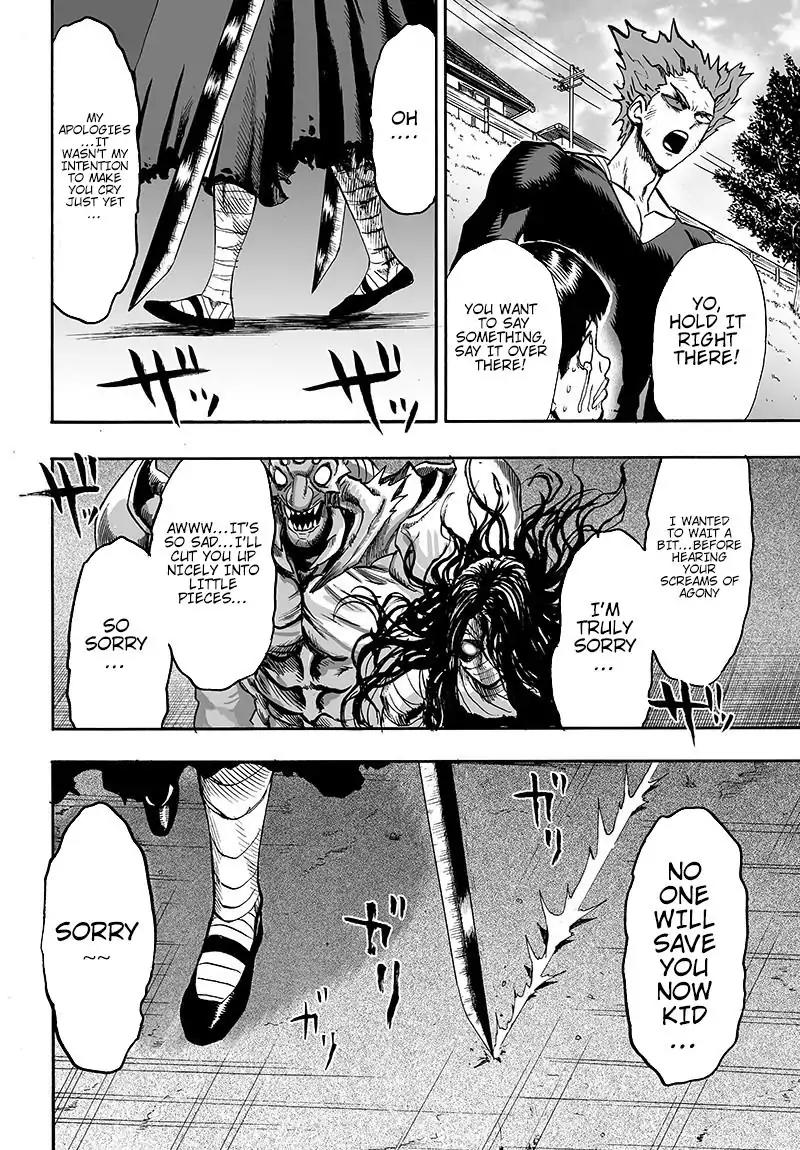 YO,
HOLD IT
RIGHT
THERE!
YOU WANT
TO SAY
SOMETHING,
SAY IT OVER
THERE!
OH
....
MY
APOLOGIES
...IT
WASN'T MY
INTENTION
TO MAKE
YOU CRY
JUST YET
...
ザッ
ザッ
I WANTED
TO WAIT A
BIT...BEFORE
HEARING
YOUR
SCREAMS OF
AGONY
I'M
TRULY
SORRY
...
AWWW...IT'S
SO SAD...I'LL
CUT YOU UP
NICELY INTO
LITTLE
PIECES...
SO
SORRY
...
ザッ
ザッ
NO
ONE
WILL
SAVE
YOU
NOW
KID
...
ガリ
ガリ
SORRY
~~